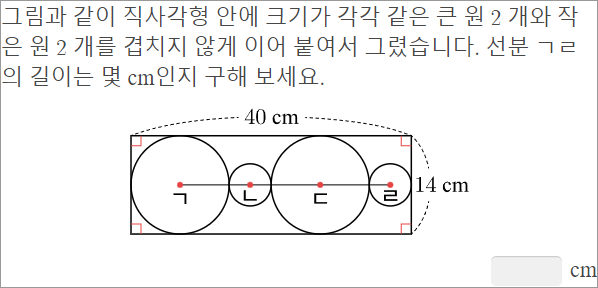 그림과 같이 직사각형 안에 크기가 각각 같은 큰 원 2 개와 작
은 원 2 개를 겹치지 않게 이어 붙여서 그렸습니다. 선분 ㄱㄹ
의 길이는 몇 cm인지 구해 보세요.
40 cm
ㄱ ㄴ ㄷ ㄹ
14 cm
cm